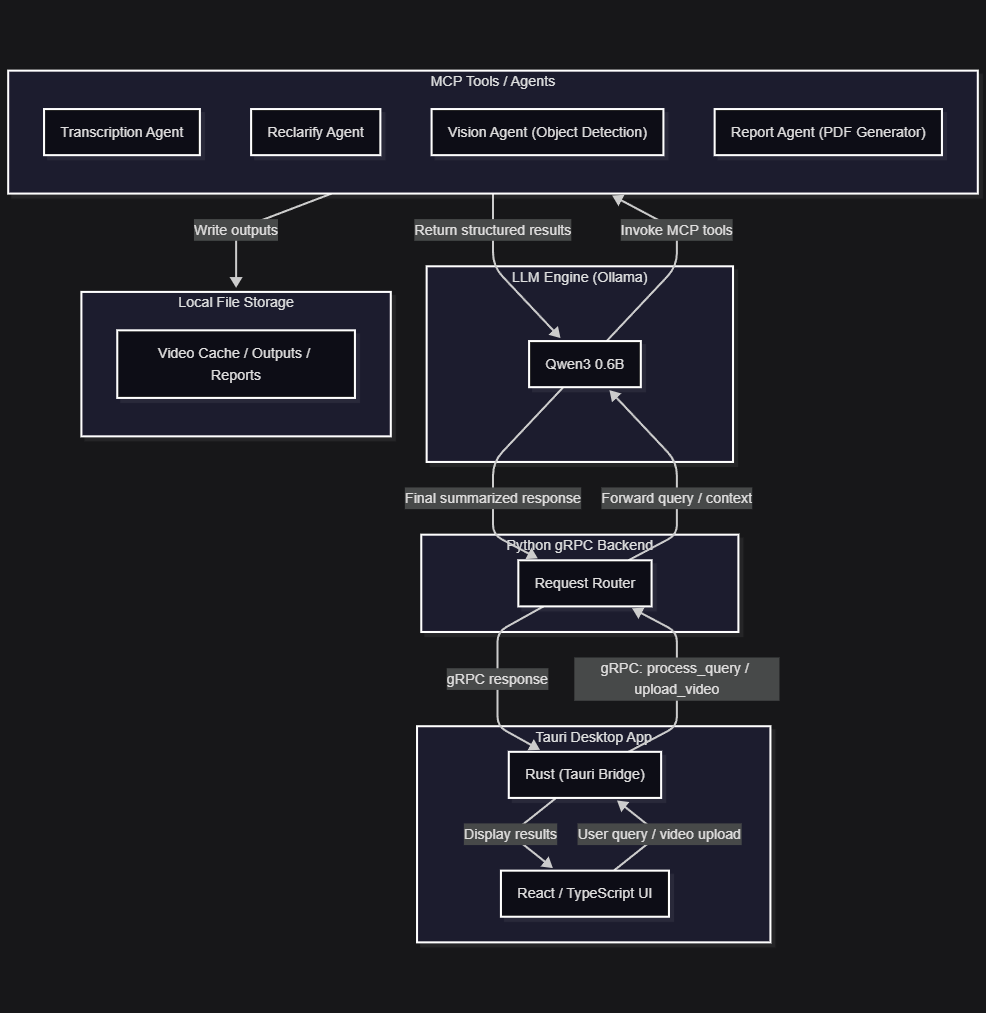 MCP Tools / Agents
Transcription Agent
Reclarify Agent
Vision Agent (Object Detection)
Report Agent (PDF Generator)
Write outputs
Return structured results
Invoke MCP tools
LLM Engine (Ollama)
Local File Storage
Video Cache / Outputs /
Reports
Qwen3 0.6B
Final summarized response
Forward query / context
Python gRPC Backend
Request Router
gRPC response
gRPC: process_query /
upload_video
Tauri Desktop App
Rust (Tauri Bridge)
Display results
User query / video upload
React / TypeScript UI